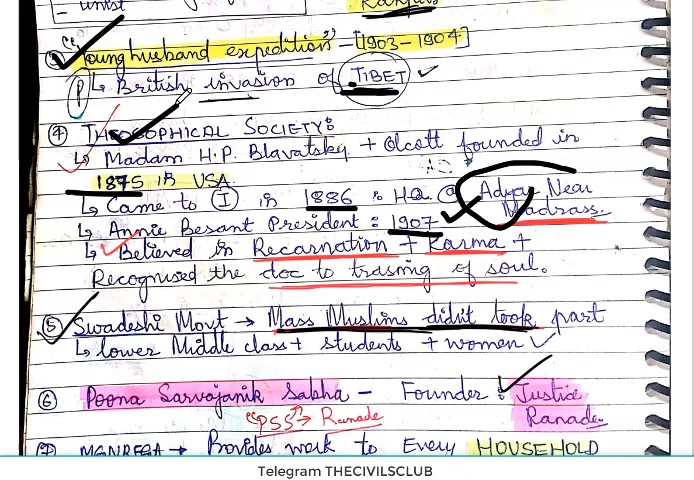 unist
Ranjit
"Younghusband expedition" - [1903-1904]
P ↳ British invasion of TIBET
④ THEOSOPHICAL SOCIETY:
↳ Madam H.P. Blavatsky + Olcott founded in
1875 in USA.
↳ Came to I in 1886 : HQ @ Adyar Near
Madrass.
↳ Annie Besant President : 1907
↳ Believed in Recarnation + Karma +
Recognised the doc to trasmig of soul.
⑤ Swadeshi Movt → Mass Muslims didn't took part
↳ lower Middle class + students + women
⑥ Poona Sarvajanik Sabha - Founder : Justice
Ranade
"PSS" → Ranade
⑦ MGNREGA → Provides work to Every HOUSEHOLD
Telegram THECIVILSCLUB